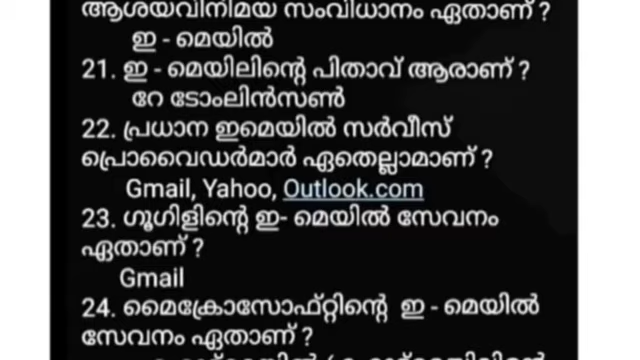 ആശയവിനിമയ സംവിധാനം ഏതാണ് ?
ഇ - മെയിൽ
21. ഇ - മെയിലിന്റെ പിതാവ് ആരാണ് ?
റേ ടോംലിൻസൺ
22. പ്രധാന ഇമെയിൽ സർവീസ്
പ്രൊവൈഡർമാർ ഏതെല്ലാമാണ് ?
Gmail, Yahoo, Outlook.com
23. ഗൂഗിളിന്റെ ഇ- മെയിൽ സേവനം
ഏതാണ് ?
Gmail
24. മൈക്രോസോഫ്റ്റിന്റെ ഇ - മെയിൽ
സേവനം ഏതാണ് ?